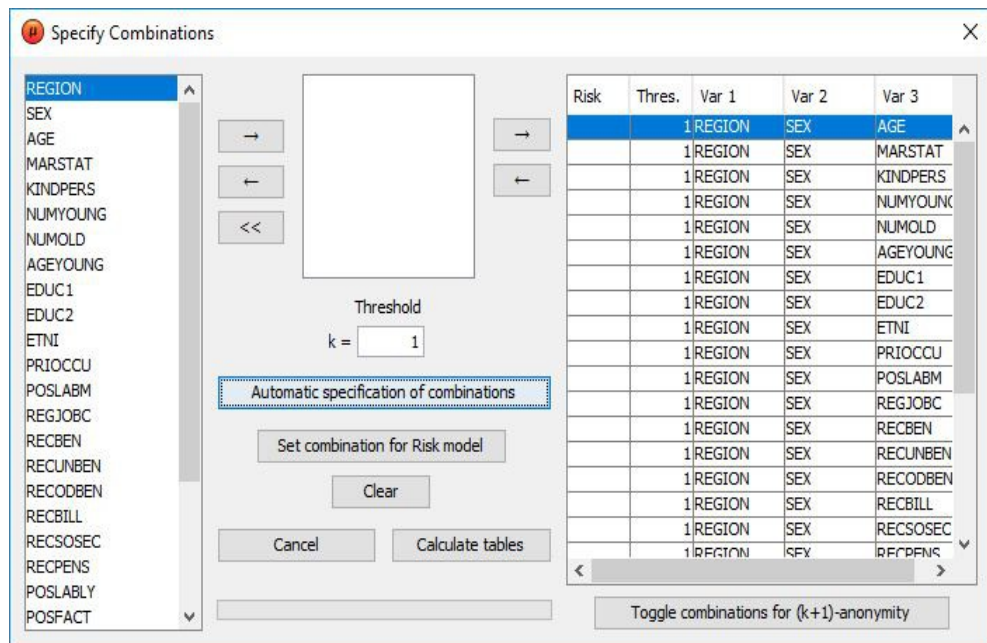 μ Specify Combinations
REGION
SEX
AGE
MARSTAT
KINDPERS
NUMYOUNG
NUMOLD
AGEYOUNG
EDUC1
EDUC2
ETNI
PRIOCCU
POSLABM
REGJOBC
RECBEN
RECUNBEN
RECODBEN
RECBILL
RECSOSEC
RECPENS
POSLABLY
POSFACT
→
←
<<
→
←
Threshold
k = 1
Automatic specification of combinations
Set combination for Risk model
Clear
Cancel Calculate tables
Risk Thres. Var 1 Var 2 Var 3
1 REGION SEX AGE
1 REGION SEX MARSTAT
1 REGION SEX KINDPERS
1 REGION SEX NUMYOUNG
1 REGION SEX NUMOLD
1 REGION SEX AGEYOUNG
1 REGION SEX EDUC1
1 REGION SEX EDUC2
1 REGION SEX ETNI
1 REGION SEX PRIOCCU
1 REGION SEX POSLABM
1 REGION SEX REGJOBC
1 REGION SEX RECBEN
1 REGION SEX RECUNBEN
1 REGION SEX RECODBEN
1 REGION SEX RECBILL
1 REGION SEX RECSOSEC
1 REGION SEX RECPENS
Toggle combinations for (k+1)-anonymity